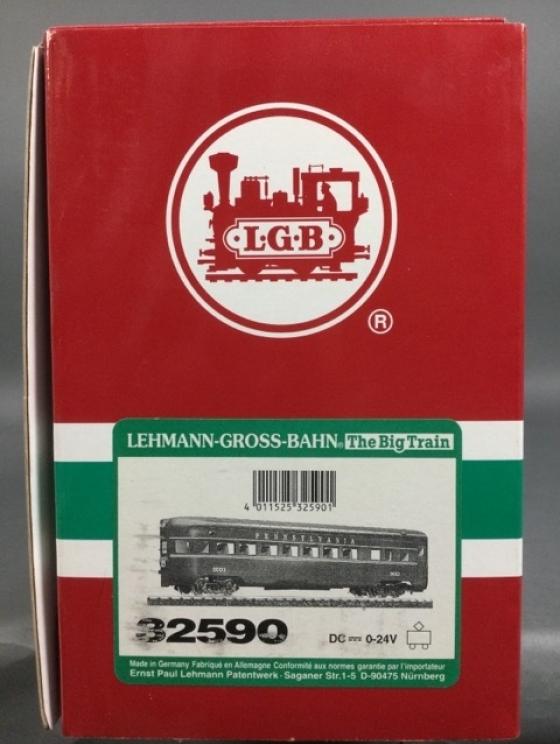 L·G·B
®
LEHMANN-GROSS-BAHN® The Big Train
4 011525 325901
PENNSYLVANIA
32590
DC 0-24V
Made in Germany Fabriqué en Allemagne Conformité aux normes garantie par l'importateur
Ernst Paul Lehmann Patentwerk · Saganer Str.1-5 D-90475 Nürnberg